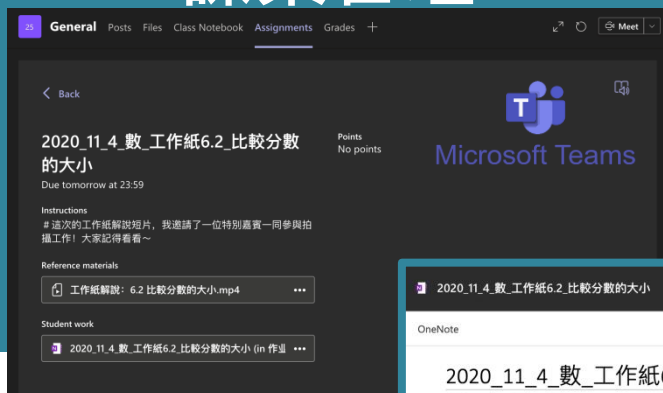 25 General Posts Files Class Notebook Assignments Grades + Meet
Back
2020_11_4_數_工作紙6.2_比較分數
的大小
Due tomorrow at 23:59
Points
No points
T
Microsoft Teams
Instructions
#這次的工作紙解說短片，我邀請了一位特別嘉賓一同參與拍
攝工作！大家記得看看～
Reference materials
工作紙解說：6.2 比較分數的大小.mp4 •••
Student work
2020_11_4_數_工作紙6.2_比較分數的大小 (in 作业 •••
2020_11_4_數_工作紙6.2_比較分數的大小
OneNote
2020_11_4_數_工作紙